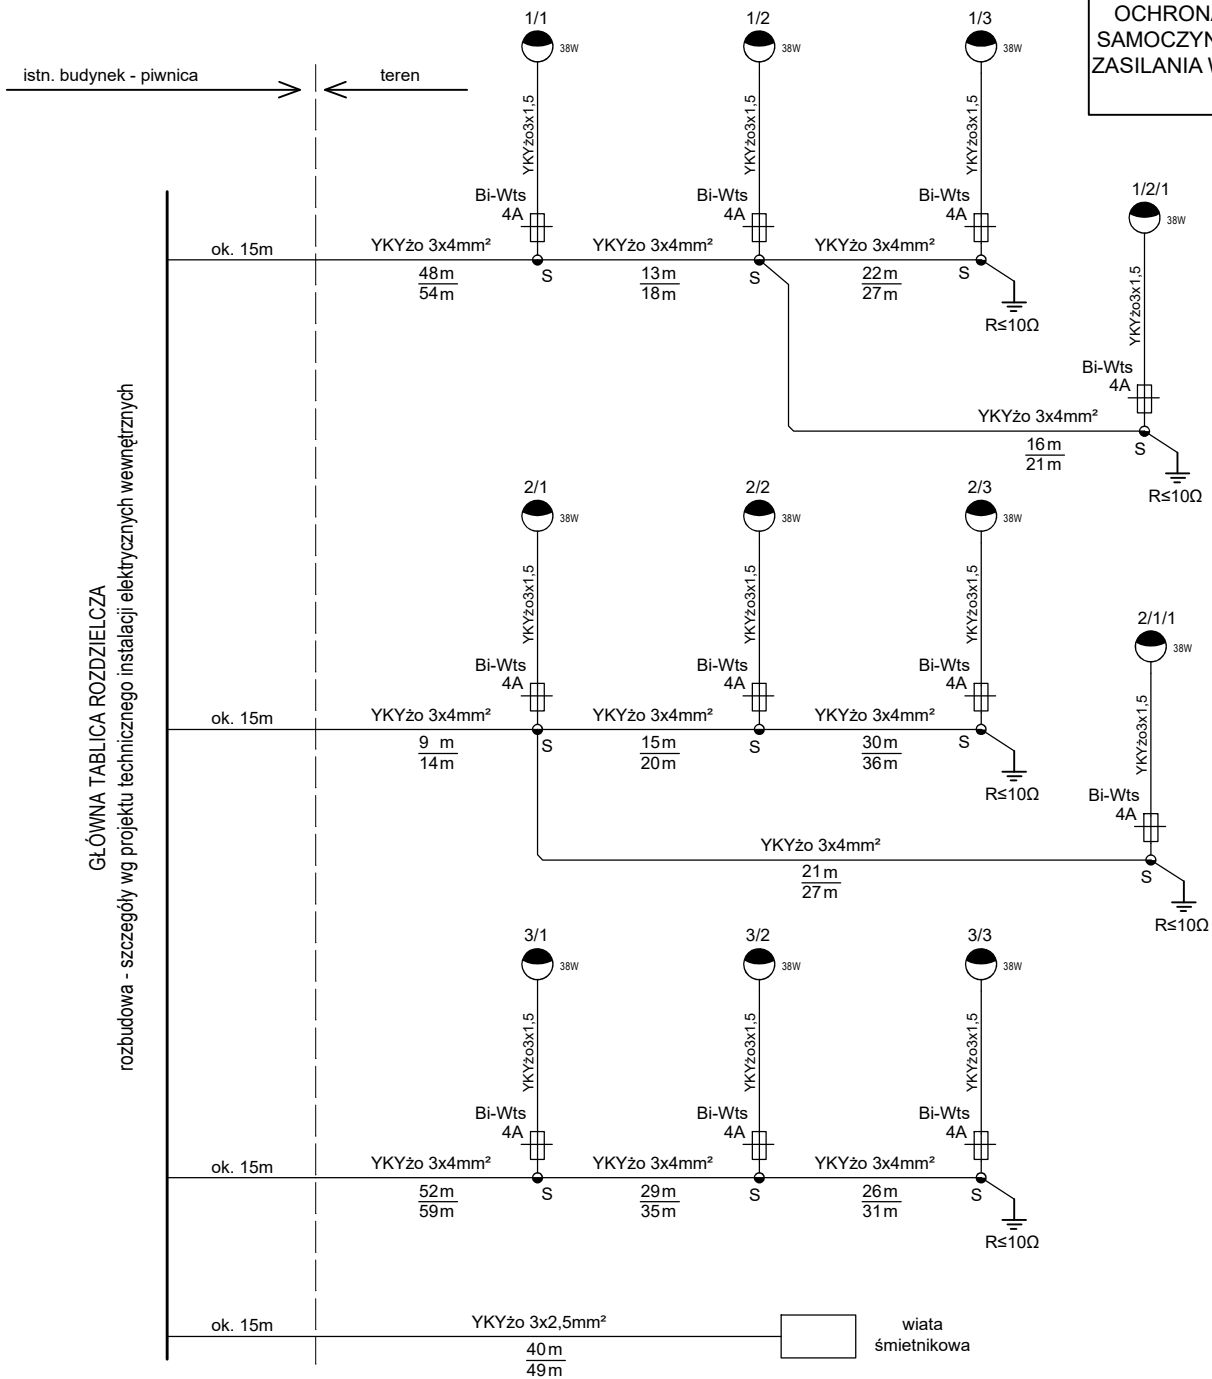 OCHRONA
SAMOCZYN
ZASILANIA W
istn. budynek - piwnica
teren
GŁÓWNA TABLICA ROZDZIELCZA
rozbudowa - szczegóły wg projektu technicznego instalacji elektrycznych wewnętrznych
1/1
38W
YKYżo3x1,5
Bi-Wts
4A
S
1/2
38W
YKYżo3x1,5
Bi-Wts
4A
S
1/3
38W
YKYżo3x1,5
Bi-Wts
4A
S
R≤10Ω
ok. 15m
YKYżo 3x4mm²
48m
54m
YKYżo 3x4mm²
13m
18m
YKYżo 3x4mm²
22m
27m
1/2/1
38W
YKYżo3x1,5
Bi-Wts
4A
S
R≤10Ω
YKYżo 3x4mm²
16m
21m
2/1
38W
YKYżo3x1,5
Bi-Wts
4A
S
2/2
38W
YKYżo3x1,5
Bi-Wts
4A
S
2/3
38W
YKYżo3x1,5
Bi-Wts
4A
S
R≤10Ω
ok. 15m
YKYżo 3x4mm²
9 m
14m
YKYżo 3x4mm²
15m
20m
YKYżo 3x4mm²
30m
36m
2/1/1
38W
YKYżo3x1,5
Bi-Wts
4A
S
R≤10Ω
YKYżo 3x4mm²
21m
27m
3/1
38W
YKYżo3x1,5
Bi-Wts
4A
S
3/2
38W
YKYżo3x1,5
Bi-Wts
4A
S
3/3
38W
YKYżo3x1,5
Bi-Wts
4A
S
R≤10Ω
ok. 15m
YKYżo 3x4mm²
52m
59m
YKYżo 3x4mm²
29m
35m
YKYżo 3x4mm²
26m
31m
ok. 15m
YKYżo 3x2,5mm²
40m
49m
wiata
śmietnikowa